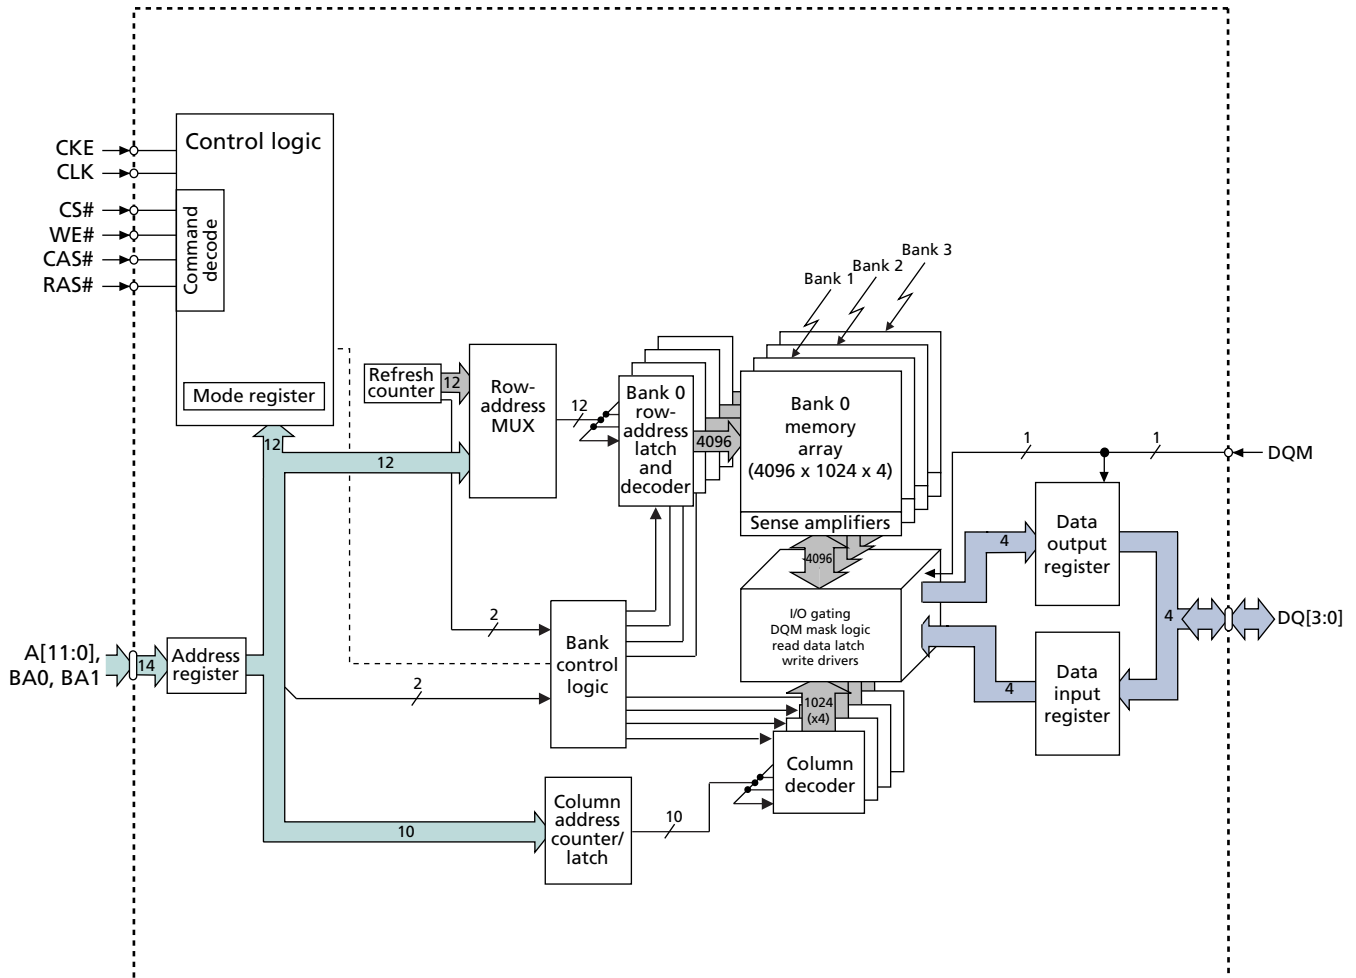 Control logic
CKE
CLK
CS#
WE#
CAS#
RAS#
Command
decode
Mode register
Bank 3
Bank 2
Bank 1
Refresh
counter
12
Row-
address
MUX
12
Bank 0
row-
address
latch
and
decoder
4096
Bank 0
memory
array
(4096 x 1024 x 4)
Sense amplifiers
12
12
1
1
DQM
4096
4
Data
output
register
I/O gating
DQM mask logic
read data latch
write drivers
4
DQ[3:0]
2
Bank
control
logic
A[11:0],
BA0, BA1
14
Address
register
2
4
Data
input
register
1024
(x4)
Column
decoder
Column
address
counter/
latch
10
10